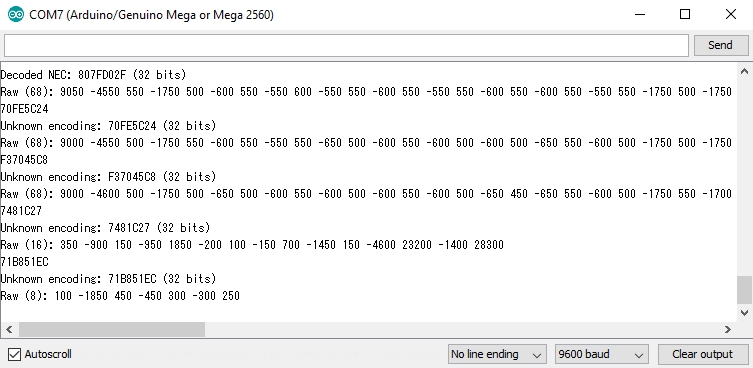 COM7 (Arduino/Genuino Mega or Mega 2560)
Send
Decoded NEC: 807FD02F (32 bits)
Raw (68): 9050 -4550 550 -1750 500 -600 550 -550 600 -550 550 -600 500 -600 550 -550 550 -600 550 -600 550 -550 550 -1750 500 -1750
70FE5C24
Unknown encoding: 70FE5C24 (32 bits)
Raw (68): 9000 -4550 500 -1750 550 -600 500 -600 550 -550 550 -650 500 -600 500 -600 550 -550 550 -650 500 -600 500 -1750 550 -1750
F37045C8
Unknown encoding: F37045C8 (32 bits)
Raw (68): 9000 -4600 500 -1750 500 -650 500 -600 550 -550 550 -600 500 -600 550 -600 500 -650 450 -650 550 -600 500 -1750 550 -1700
7481C27
Unknown encoding: 7481C27 (32 bits)
Raw (16): 350 -900 150 -950 1850 -200 100 -150 700 -1450 150 -4600 23200 -1400 28300
71B851EC
Unknown encoding: 71B851EC (32 bits)
Raw (8): 100 -1850 450 -450 300 -300 250
Autoscroll
No line ending
9600 baud
Clear output